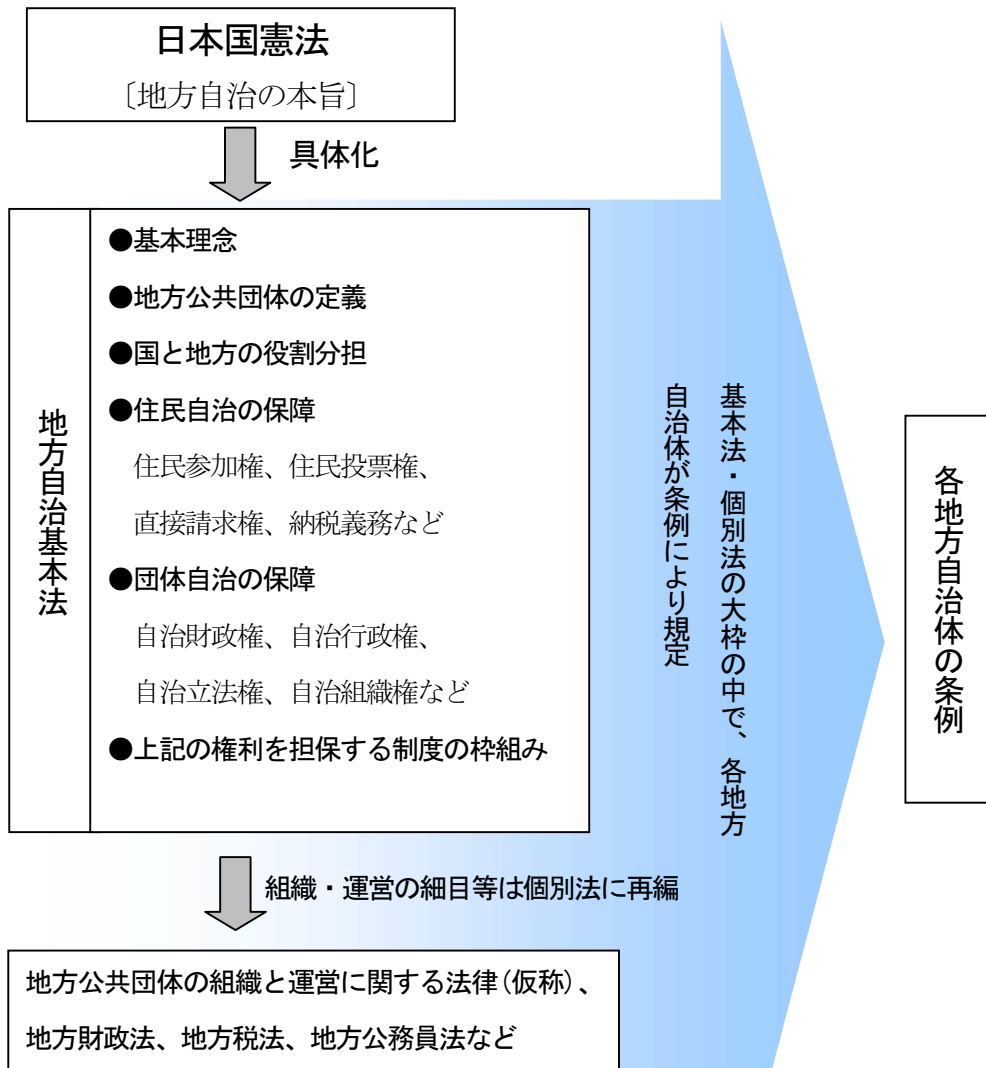 日本国憲法
〔地方自治の本旨〕
具体化
地方自治基本法
●基本理念
●地方公共団体の定義
●国と地方の役割分担
●住民自治の保障
住民参加権、住民投票権、
直接請求権、納税義務など
●団体自治の保障
自治財政権、自治行政権、
自治立法権、自治組織権など
●上記の権利を担保する制度の枠組み
基本法・個別法の大枠の中で、各地方
自治体が条例により規定
各地方自治体の条例
組織・運営の細目等は個別法に再編
地方公共団体の組織と運営に関する法律(仮称)、
地方財政法、地方税法、地方公務員法など